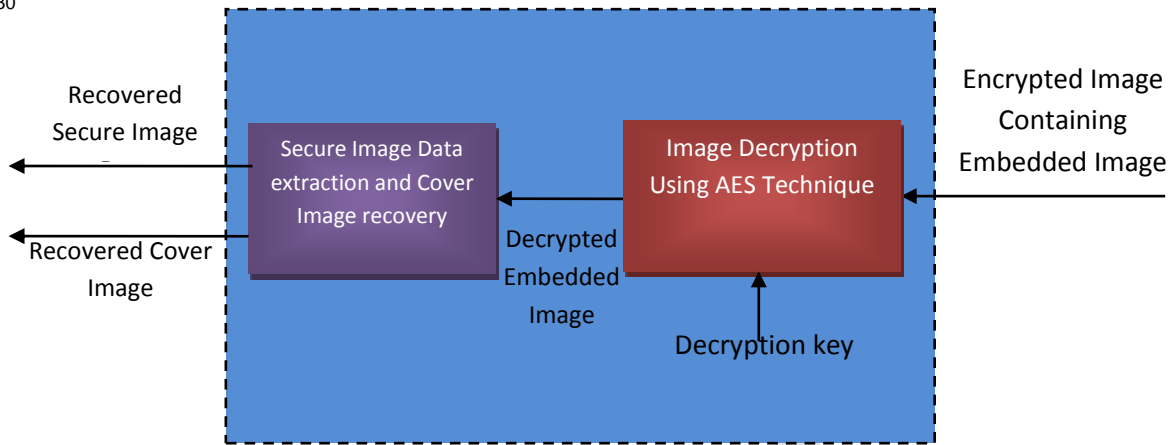 30
Recovered
Secure Image
Secure Image Data
extraction and Cover
Image recovery
Recovered Cover
Image
Decrypted
Embedded
Image
Image Decryption
Using AES Technique
Decryption key
Encrypted Image
Containing
Embedded Image